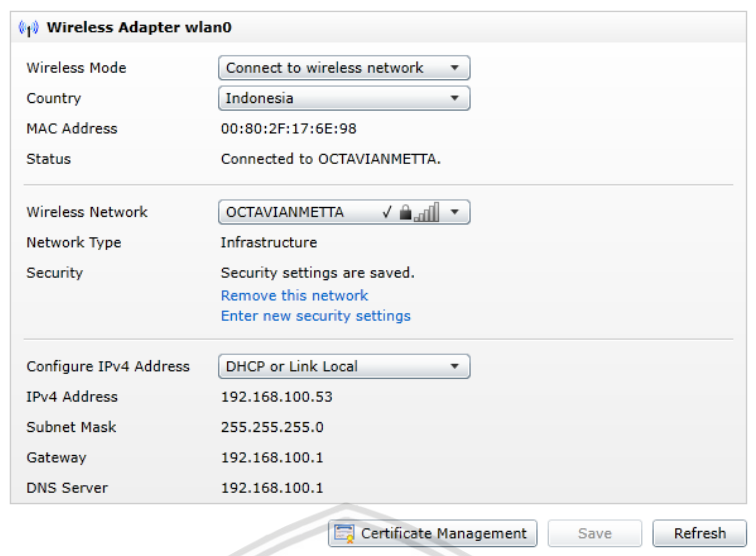 Wireless Adapter wlan0
Wireless Mode Connect to wireless network
Country Indonesia
MAC Address 00:80:2F:17:6E:98
Status Connected to OCTAVIANMETTA.
Wireless Network OCTAVIANMETTA ✓
Network Type Infrastructure
Security Security settings are saved.
Remove this network
Enter new security settings
Configure IPv4 Address DHCP or Link Local
IPv4 Address 192.168.100.53
Subnet Mask 255.255.255.0
Gateway 192.168.100.1
DNS Server 192.168.100.1
Certificate Management Save Refresh